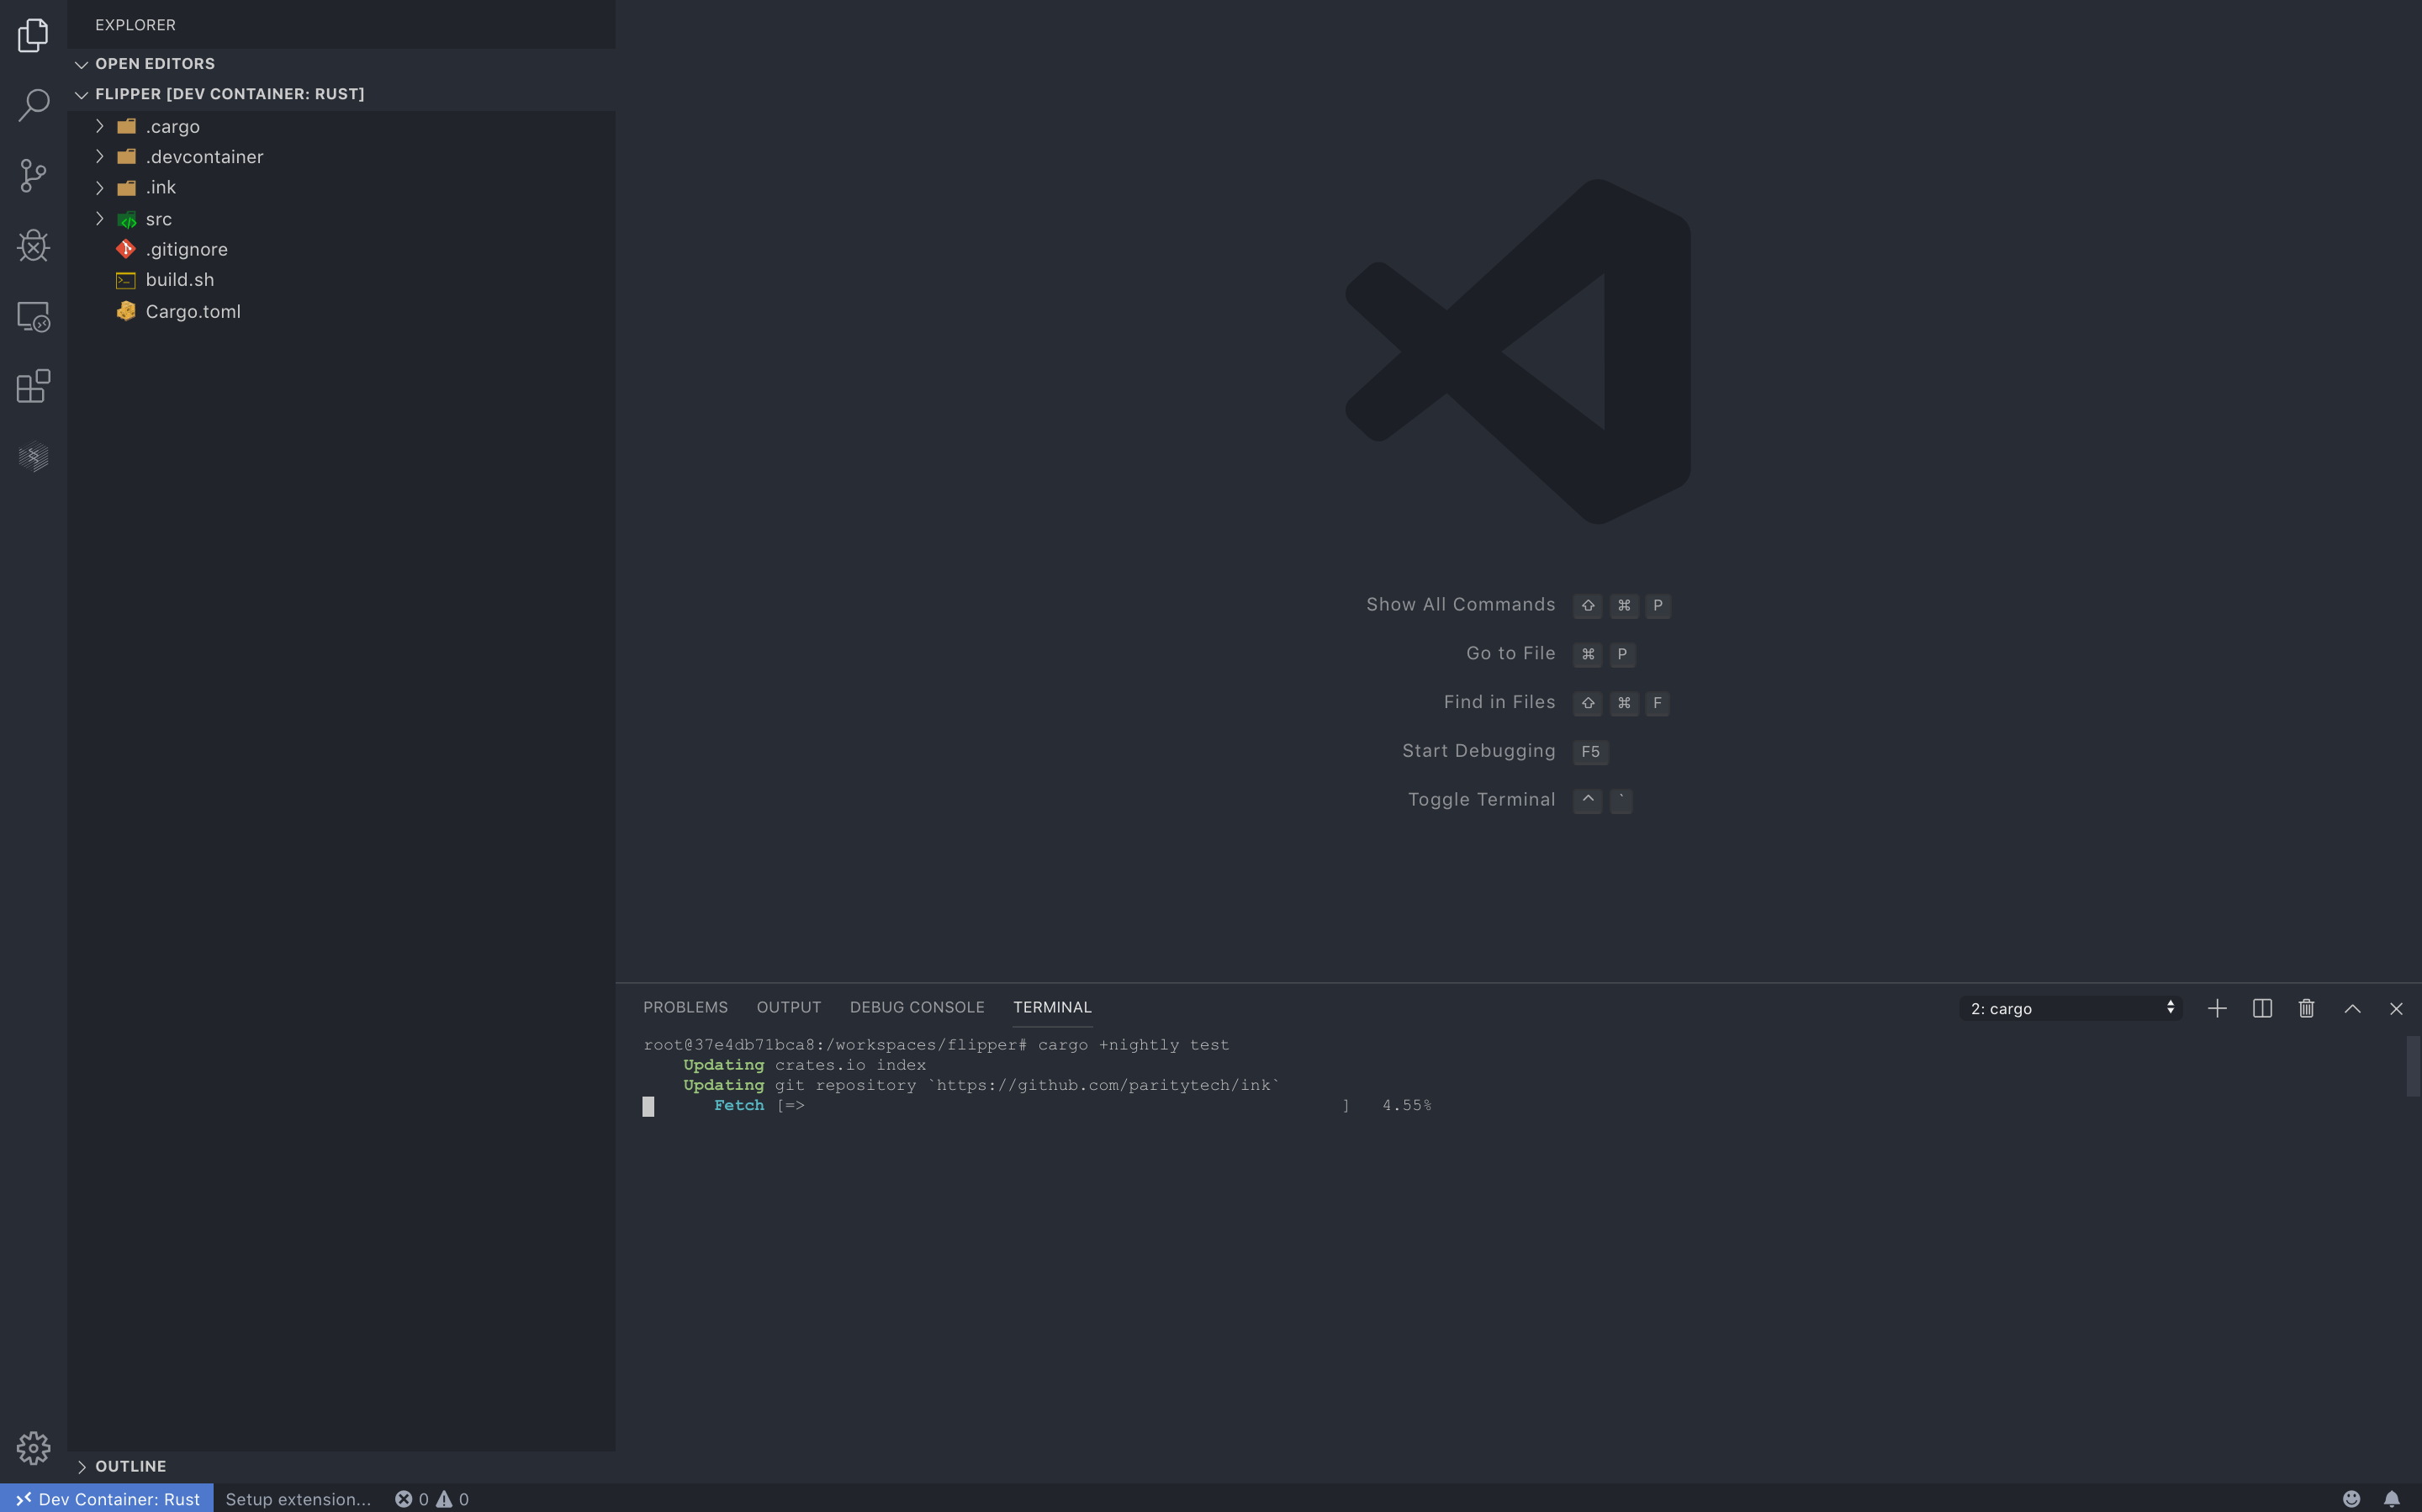 EXPLORER
OPEN EDITORS
FLIPPER [DEV CONTAINER: RUST]
.cargo
.devcontainer
.ink
src
.gitignore
build.sh
Cargo.toml
OUTLINE
Show All Commands ⇧ ⌘ P
Go to File ⌘ P
Find in Files ⇧ ⌘ F
Start Debugging F5
Toggle Terminal ^ `
PROBLEMS OUTPUT DEBUG CONSOLE TERMINAL 2: cargo
root@37e4db71bca8:/workspaces/flipper# cargo +nightly test
Updating crates.io index
Updating git repository `https://github.com/paritytech/ink`
Fetch [=> ] 4.55%
Dev Container: Rust Setup extension... 0 0